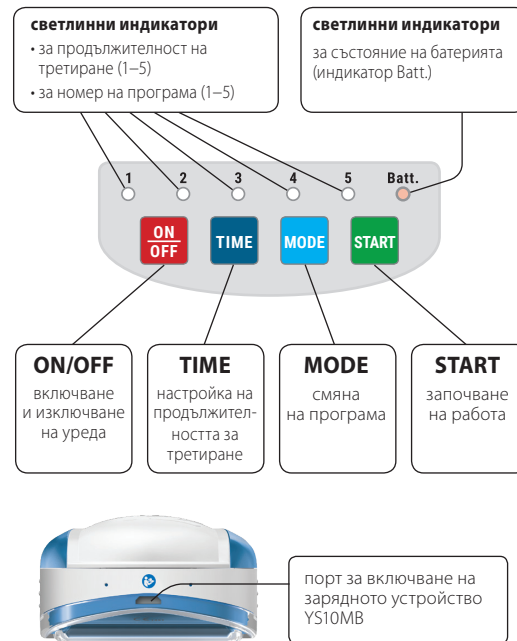 светлинни индикатори
• за продължителност на
третиране (1–5)
• за номер на програма (1–5)
светлинни индикатори
за състояние на батерията
(индикатор Batt.)
1 2 3 4 5 Batt.
ON OFF TIME MODE START
ON/OFF
включване
и изключване
на уреда
TIME
настройка на
продължител-
ността за
третиране
MODE
смяна
на програма
START
започване
на работа
порт за включване на
зарядното устройство
YS10MB